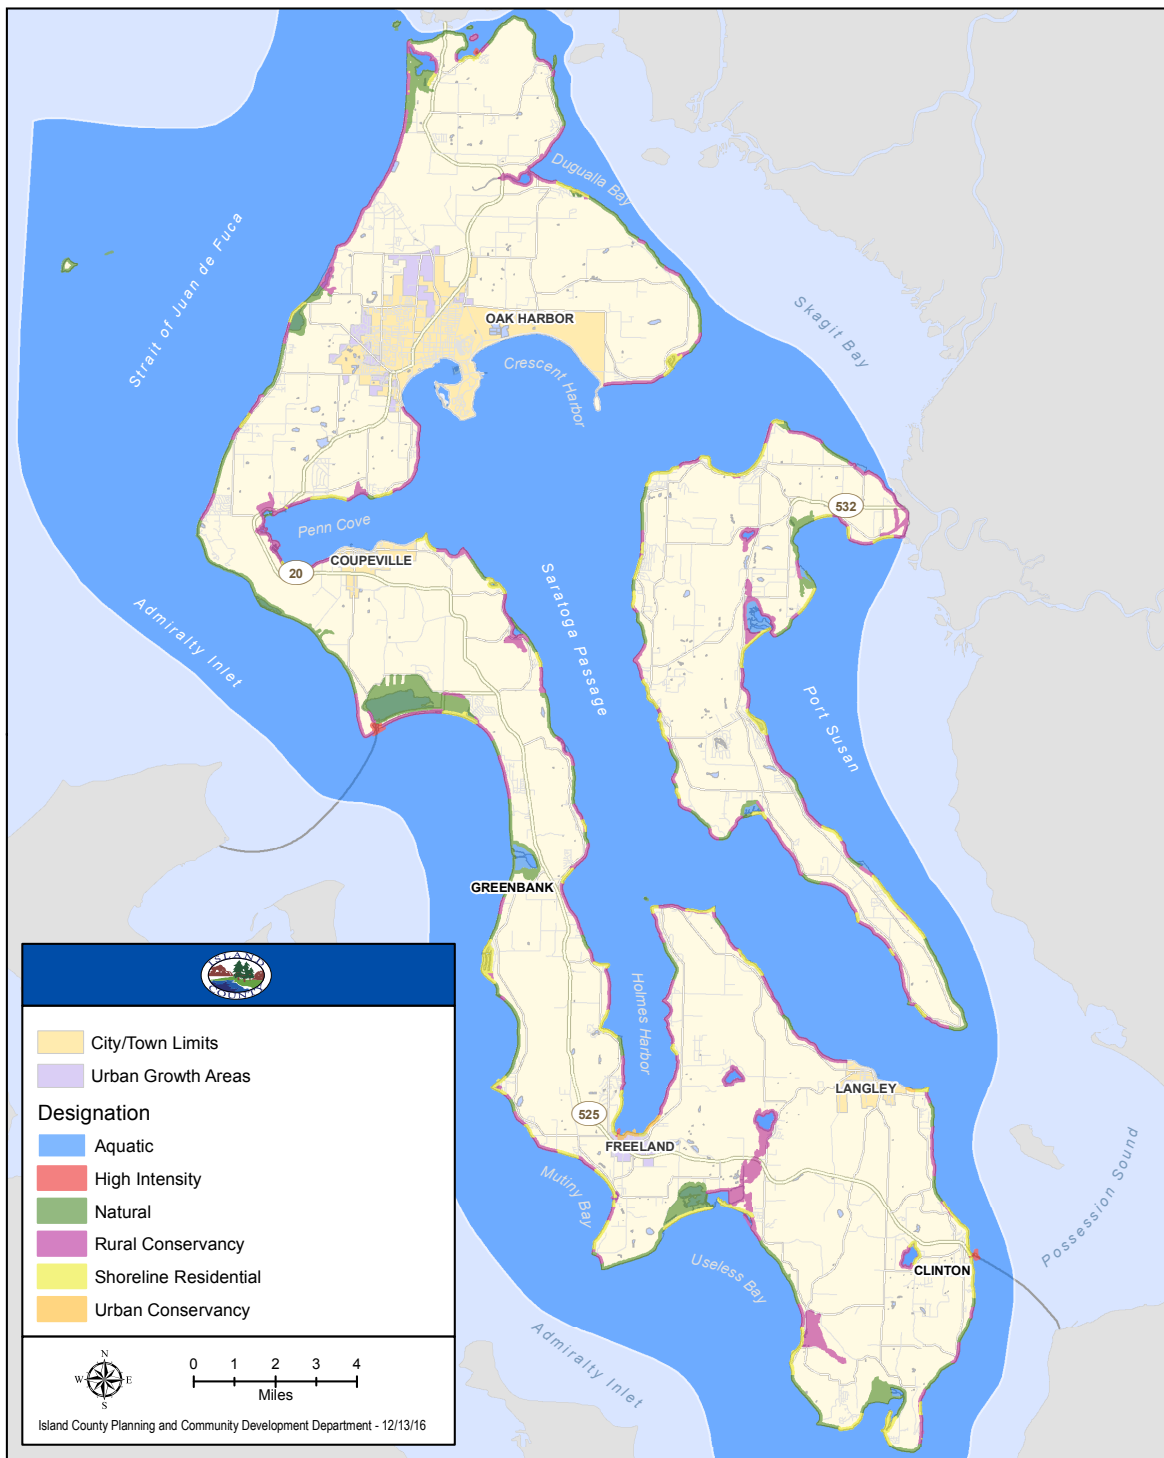 Dugualla Bay
Strait of Juan de Fuca
Skagit Bay
OAK HARBOR
Crescent Harbor
532
Penn Cove
COUPEVILLE
20
Saratoga Passage
Admiralty Inlet
Port Susan
GREENBANK
Holmes Harbor
LANGLEY
525
FREELAND
Mutiny Bay
Possession Sound
Useless Bay
CLINTON
Admiralty Inlet
ISLAND
COUNTY
City/Town Limits
Urban Growth Areas
Designation
Aquatic
High Intensity
Natural
Rural Conservancy
Shoreline Residential
Urban Conservancy
N
W E
S
0 1 2 3 4
Miles
Island County Planning and Community Development Department - 12/13/16